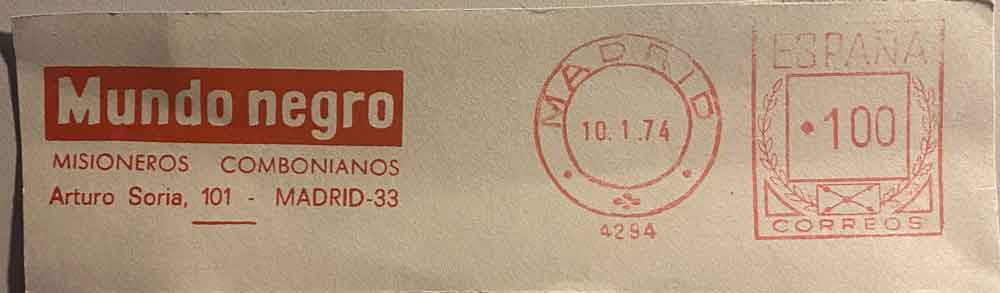 Mundo negro
MISIONEROS COMBONIANOS
Arturo Soria, 101 - MADRID-33
MADRID
10.1.74
4294
ESPAÑA
100
CORREOS